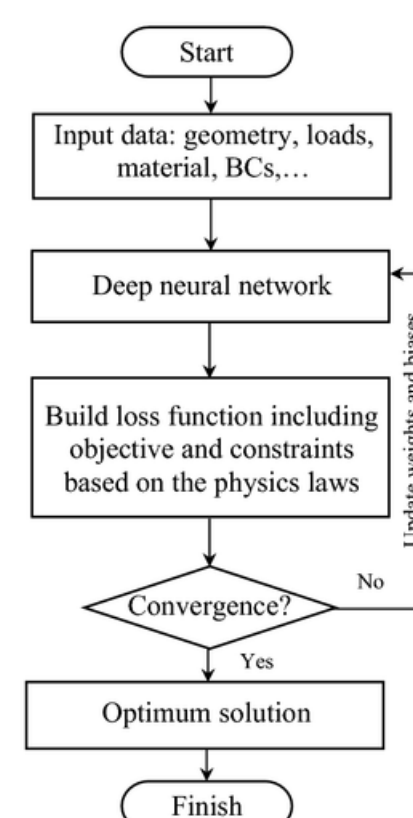 Start
Input data: geometry, loads,
material, BCs,…
Deep neural network
Update weights and biases
Build loss function including
objective and constraints
based on the physics laws
Convergence?
No
Yes
Optimum solution
Finish